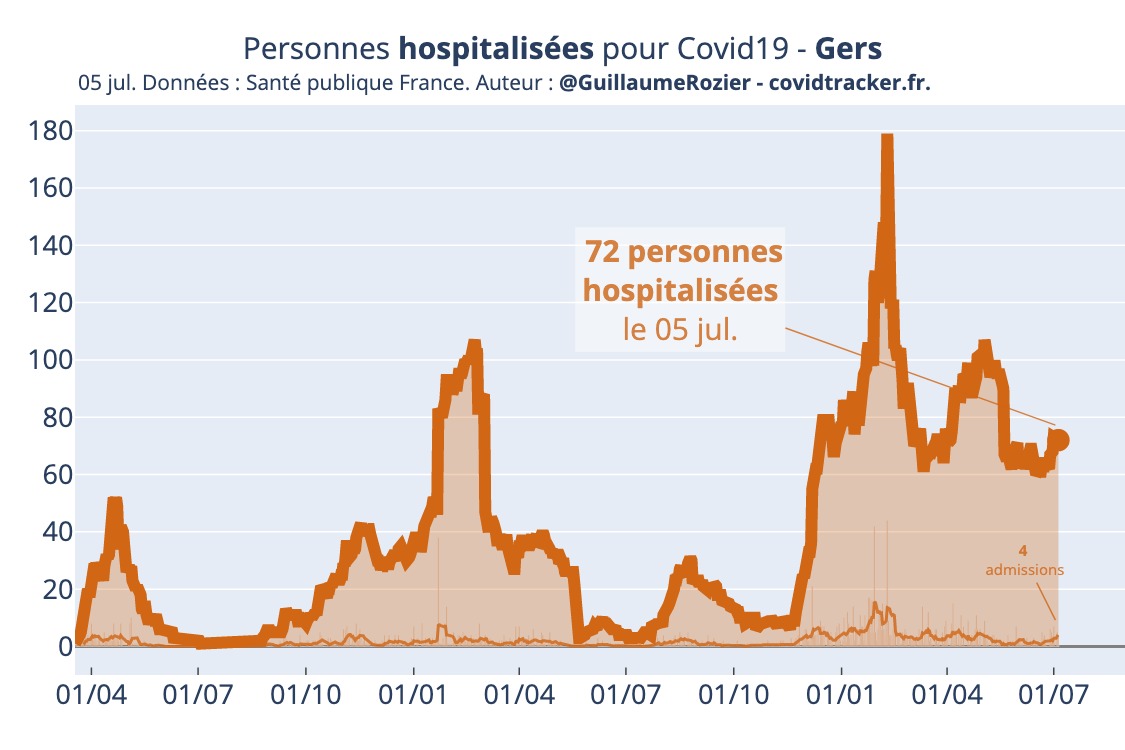 Personnes hospitalisées pour Covid19 - Gers
05 jul. Données : Santé publique France. Auteur : @GuillaumeRozier - covidtracker.fr.
180
160
140
120
100
80
60
40
20
0
72 personnes
hospitalisées
le 05 jul.
4
admissions
01/04 01/07 01/10 01/01 01/04 01/07 01/10 01/01 01/04 01/07